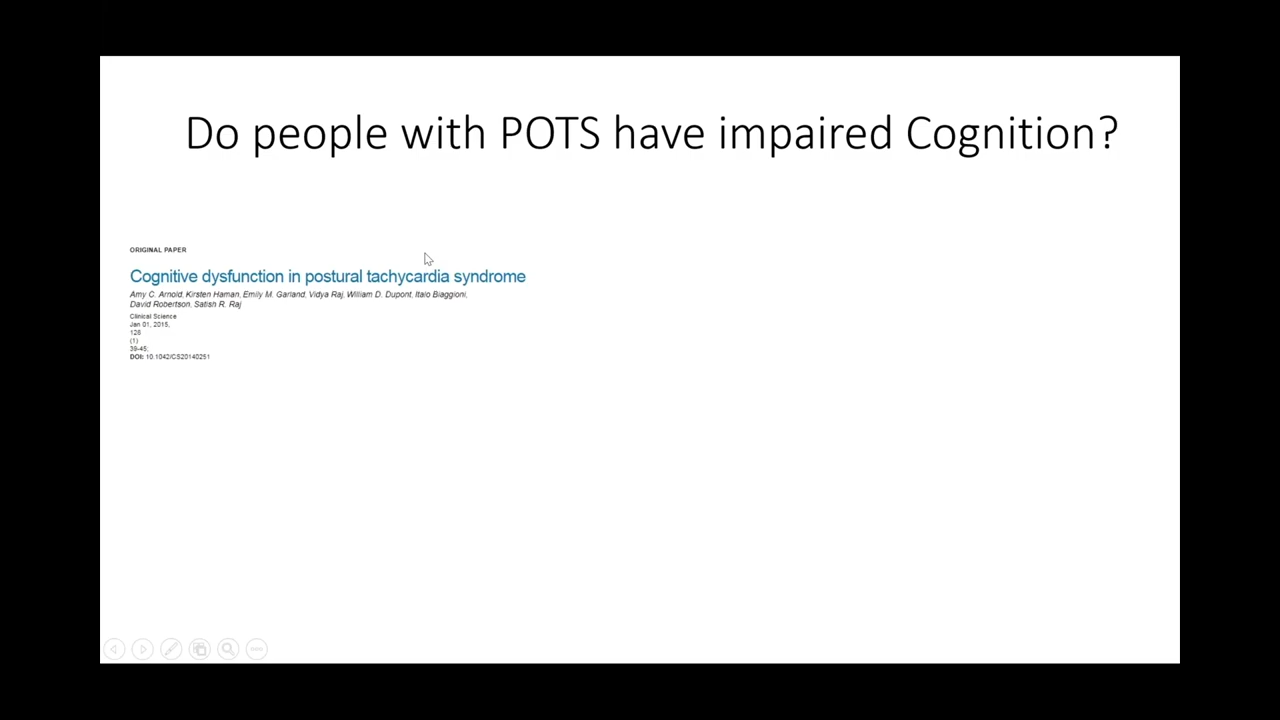 Do people with POTS have impaired Cognition?
ORIGINAL PAPER
Cognitive dysfunction in postural tachycardia syndrome
Amy C. Arnold, Kirsten Haman, Emily M. Garland, Vidya Raj, William D. Dupont, Italo Biaggioni,
David Robertson, Satish R. Raj
Clinical Science
Jan 01, 2015,
128
(1)
39-45;
DOI: 10.1042/CS20140251